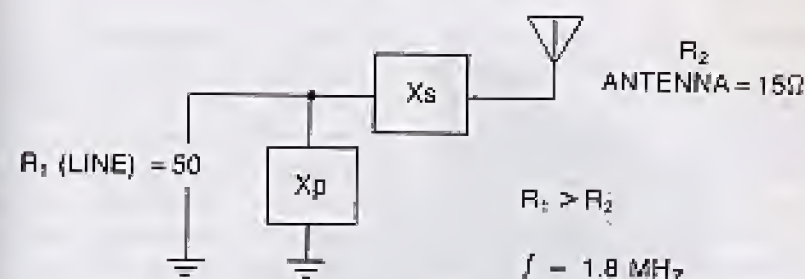 Xs
R₂
ANTENNA = 15Ω
R₁ (LINE) = 50
Xp
R₁ > R₂
f = 1.8 MHz